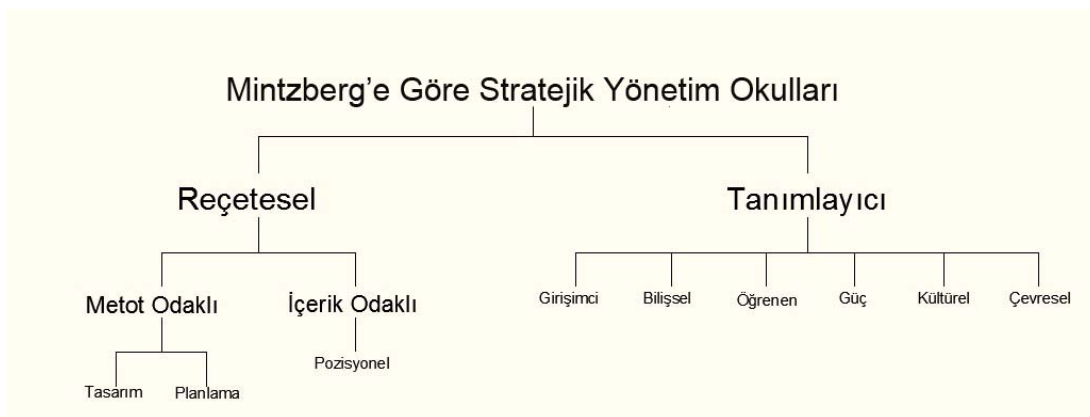 Mintzberg'e Göre Stratejik Yönetim Okulları
Reçetesel
Tanımlayıcı
Metot Odaklı
İçerik Odaklı
Girişimci
Bilişsel
Öğrenen
Güç
Kültürel
Çevresel
Pozisyonel
Tasarım
Planlama